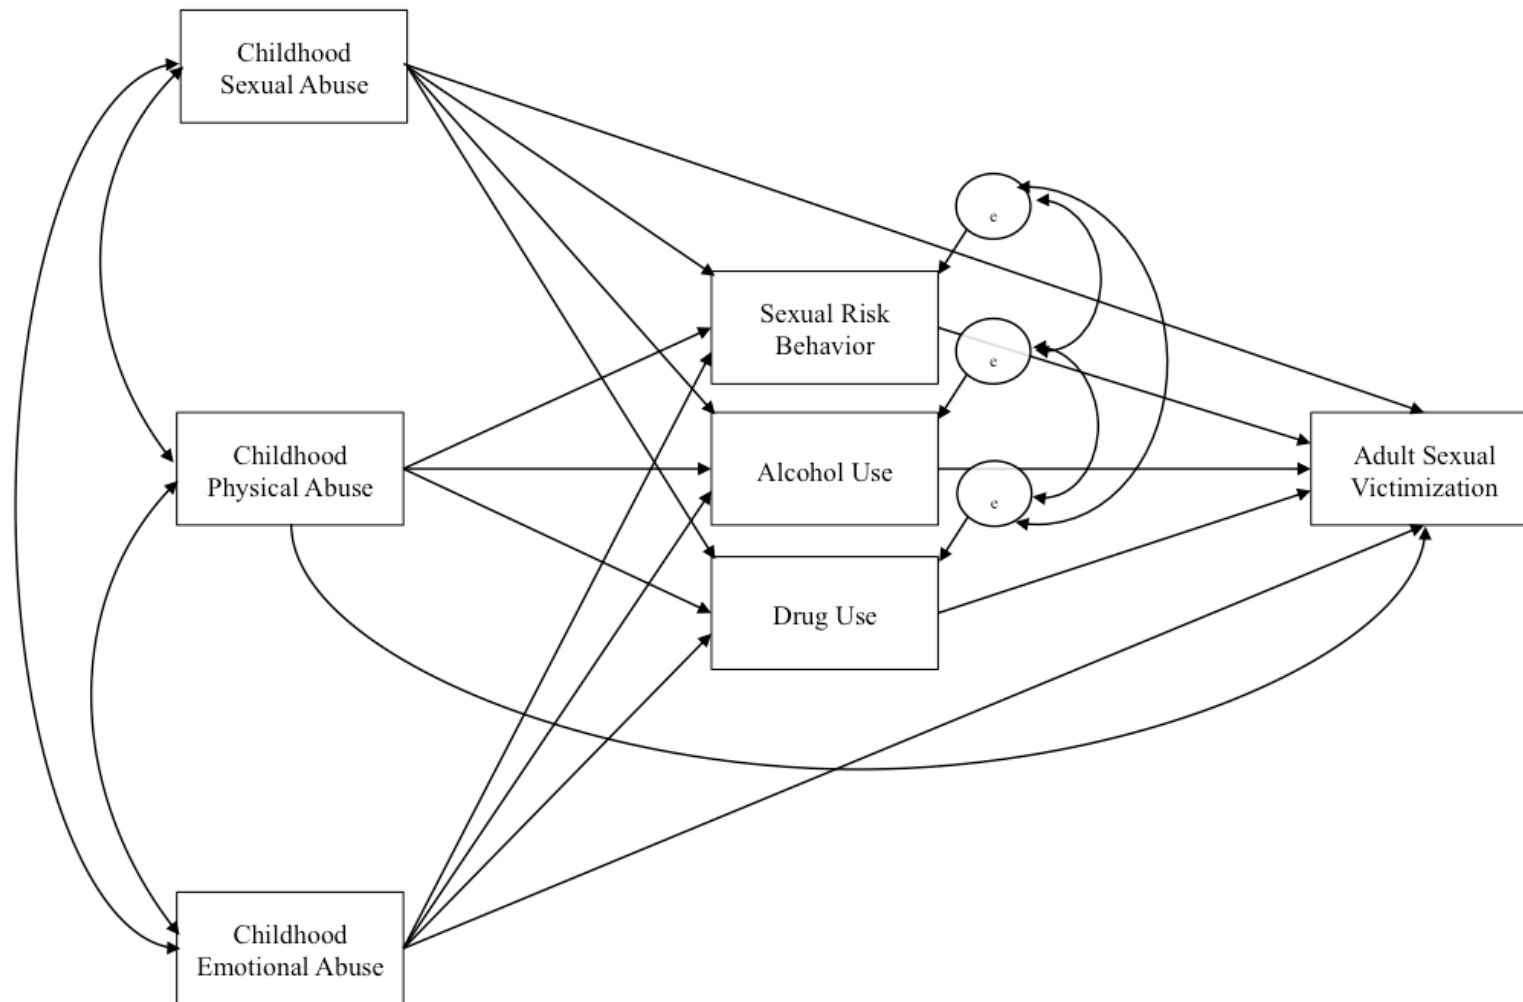 Childhood
Sexual Abuse
e
Sexual Risk
Behavior
e
Childhood
Physical Abuse
Alcohol Use
Adult Sexual
Victimization
e
Drug Use
Childhood
Emotional Abuse